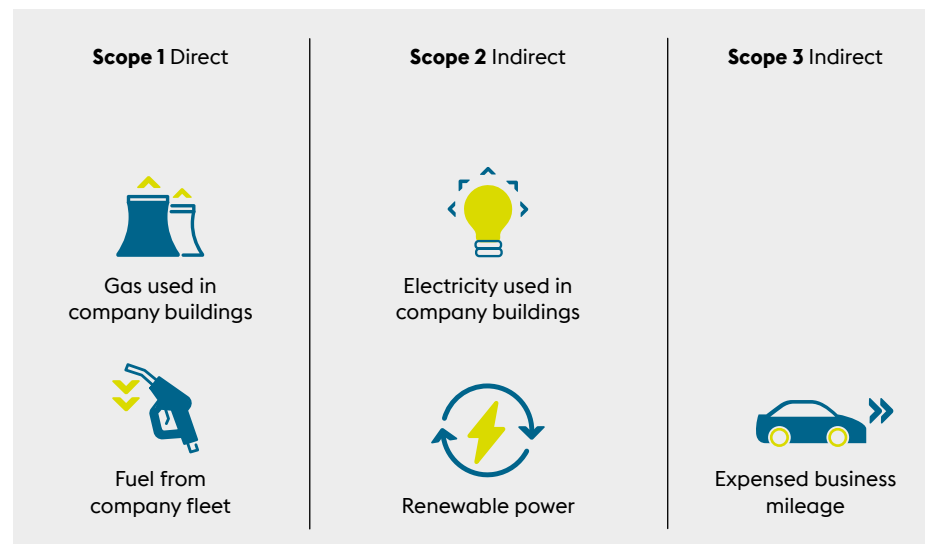 Scope 1 Direct
Gas used in
company buildings
Fuel from
company fleet
Scope 2 Indirect
Electricity used in
company buildings
Renewable power
Scope 3 Indirect
Expensed business
mileage